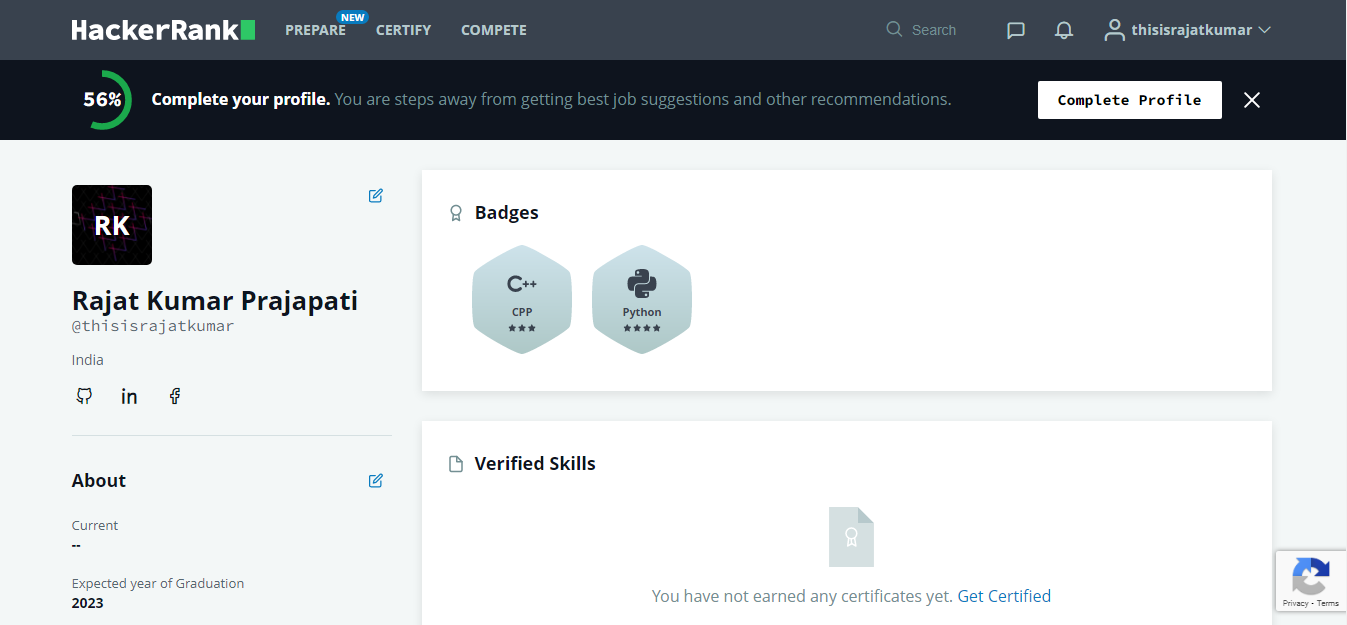 HackerRank
PREPARE
NEW
CERTIFY
COMPETE
Search
thisisrajatkumar
56%
Complete your profile. You are steps away from getting best job suggestions and other recommendations.
Complete Profile
RK
Rajat Kumar Prajapati
@thisisrajatkumar
India
in
About
Current
--
Expected year of Graduation
2023
Badges
C++
CPP
Python
Verified Skills
You have not earned any certificates yet. Get Certified
Privacy - Terms